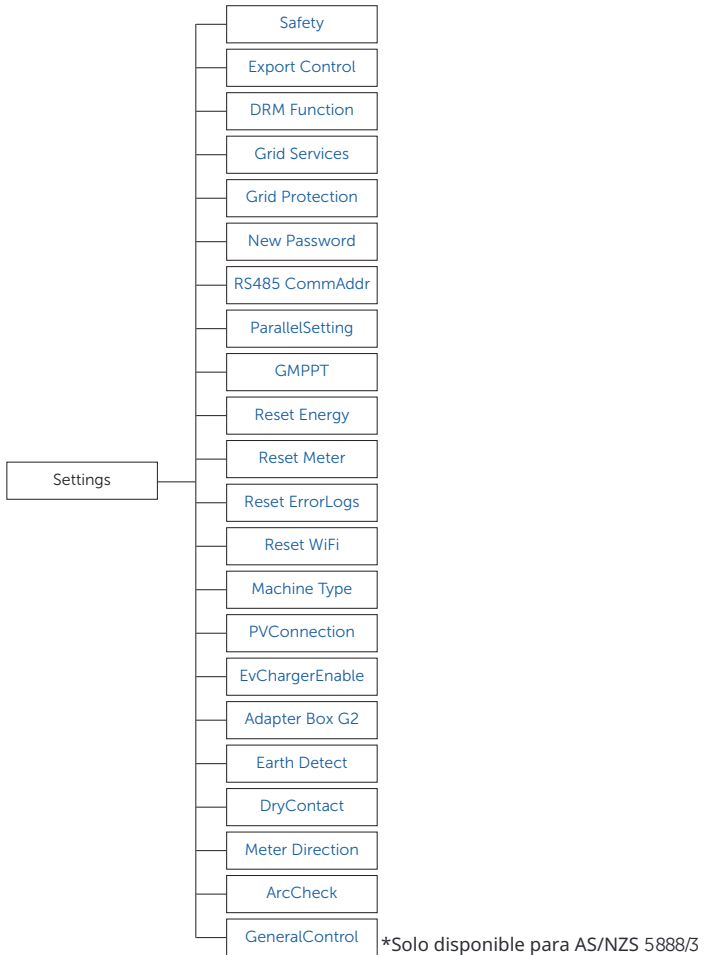 Safety
Export Control
DRM Function
Grid Services
Grid Protection
New Password
RS485 CommAddr
ParallelSetting
GMPPT
Reset Energy
Settings
Reset Meter
Reset ErrorLogs
Reset WiFi
Machine Type
PVConnection
EvChargerEnable
Adapter Box G2
Earth Detect
DryContact
Meter Direction
ArcCheck
GeneralControl *Solo disponible para AS/NZS 5888/3